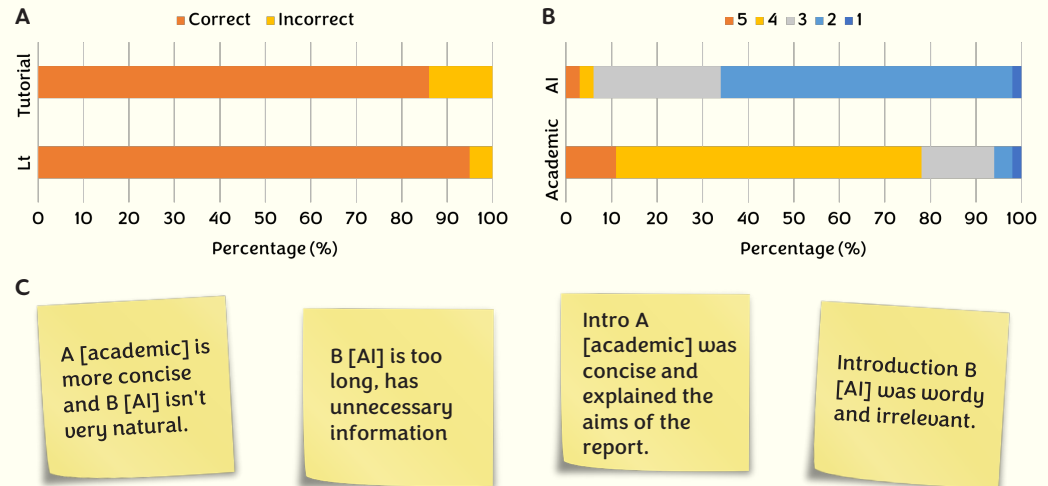 A
Correct Incorrect
Tutorial
Lt
0 10 20 30 40 50 60 70 80 90 100
Percentage (%)
B
5 4 3 2 1
AI
Academic
0 10 20 30 40 50 60 70 80 90 100
Percentage (%)
C
A [academic] is
more concise
and B [AI] isn't
very natural.
B [AI] is too
long, has
unnecessary
information
Intro A
[academic] was
concise and
explained the
aims of the
report.
Introduction B
[AI] was wordy
and irrelevant.